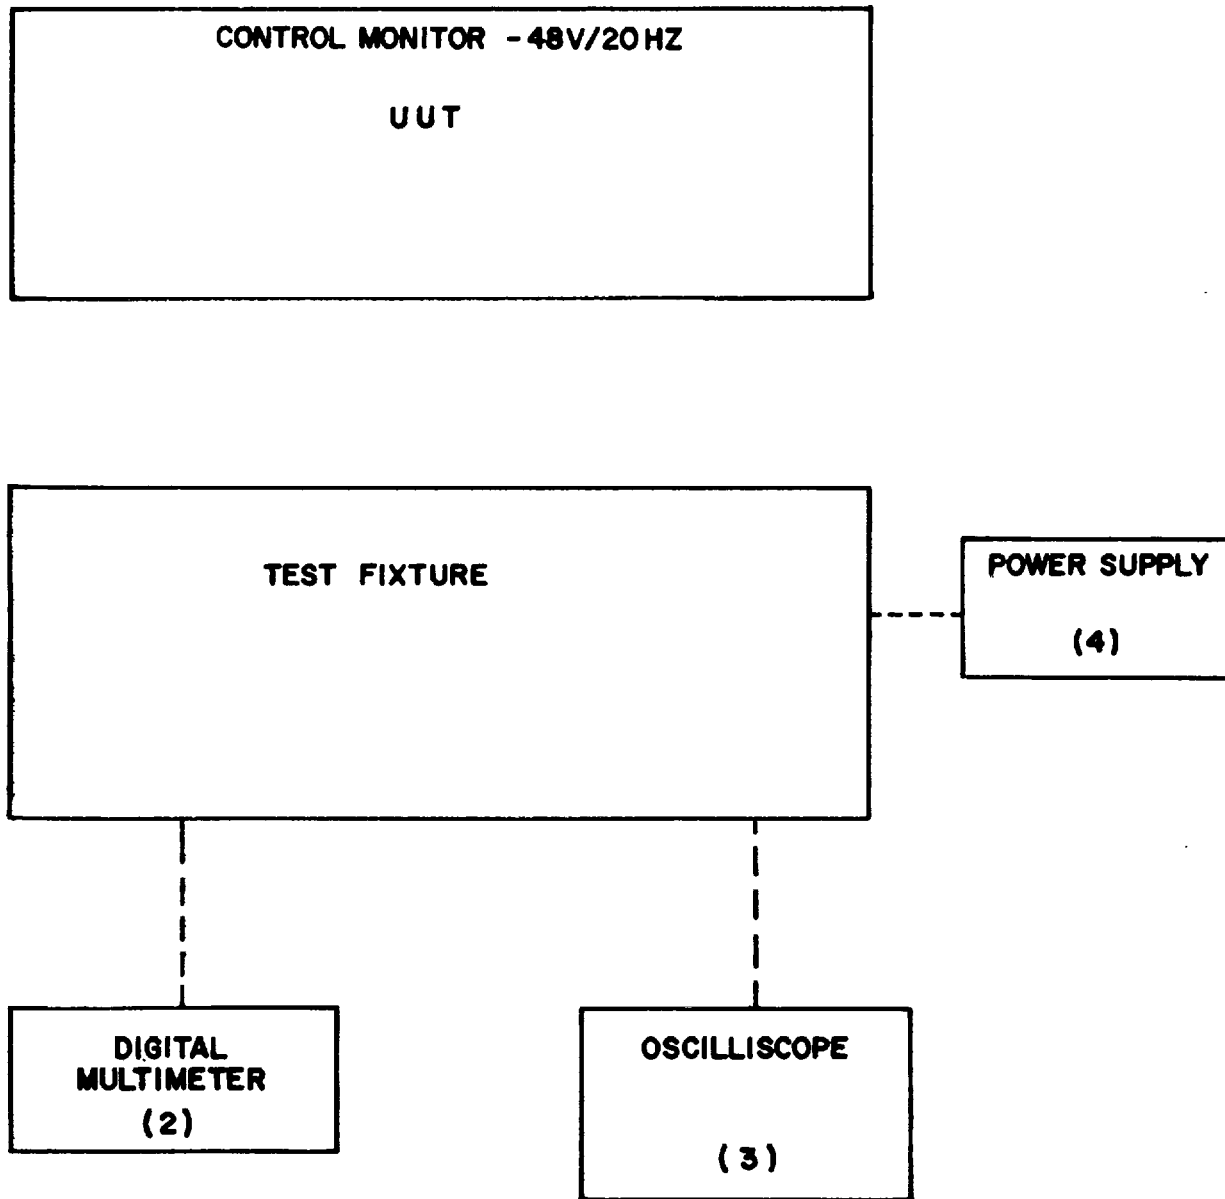 CONTROL MONITOR -48V/20HZ
UUT
TEST FIXTURE
POWER SUPPLY
(4)
DIGITAL
MULTIMETER
(2)
OSCILLISCOPE
(3)